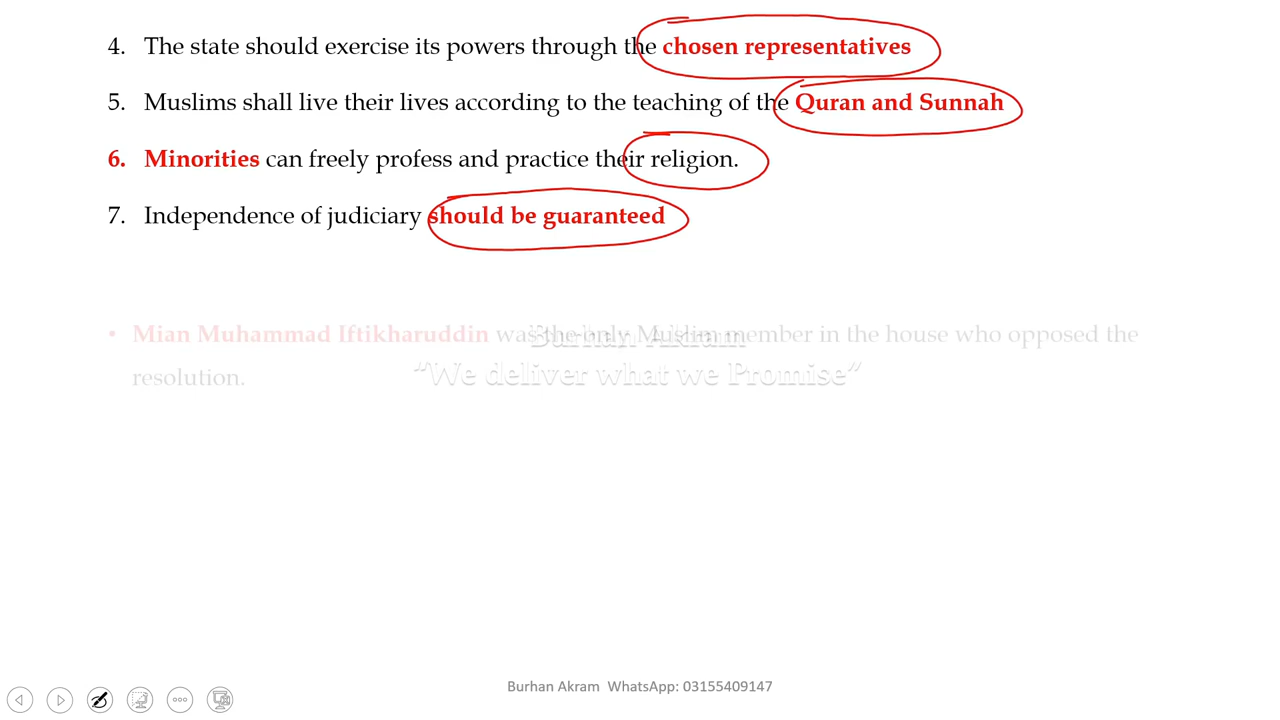 4. The state should exercise its powers through the chosen representatives
5. Muslims shall live their lives according to the teaching of the Quran and Sunnah
6. Minorities can freely profess and practice their religion.
7. Independence of judiciary should be guaranteed
• Mian Muhammad Iftikharuddin was the only Muslim member in the house who opposed the
resolution.
Burhan Akram
“We deliver what we Promise”
Burhan Akram WhatsApp: 03155409147